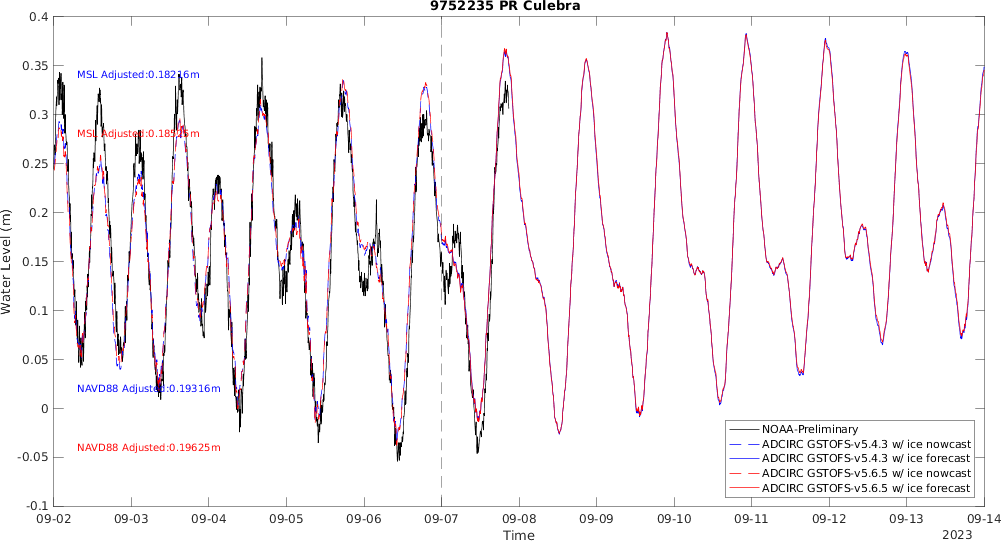 9752235 PR Culebra
0.4
0.35
0.3
0.25
0.2
0.15
0.1
0.05
0
-0.05
-0.1
Water Level (m)
MSL Adjusted:0.18216m
MSL Adjusted:0.18525m
NAVD88 Adjusted:0.19316m
NAVD88 Adjusted:0.19625m
NOAA-Preliminary
ADCIRC GSTOFS-v5.4.3 w/ ice nowcast
ADCIRC GSTOFS-v5.4.3 w/ ice forecast
ADCIRC GSTOFS-v5.6.5 w/ ice nowcast
ADCIRC GSTOFS-v5.6.5 w/ ice forecast
09-02 09-03 09-04 09-05 09-06 09-07 09-08 09-09 09-10 09-11 09-12 09-13 09-14
Time
2023